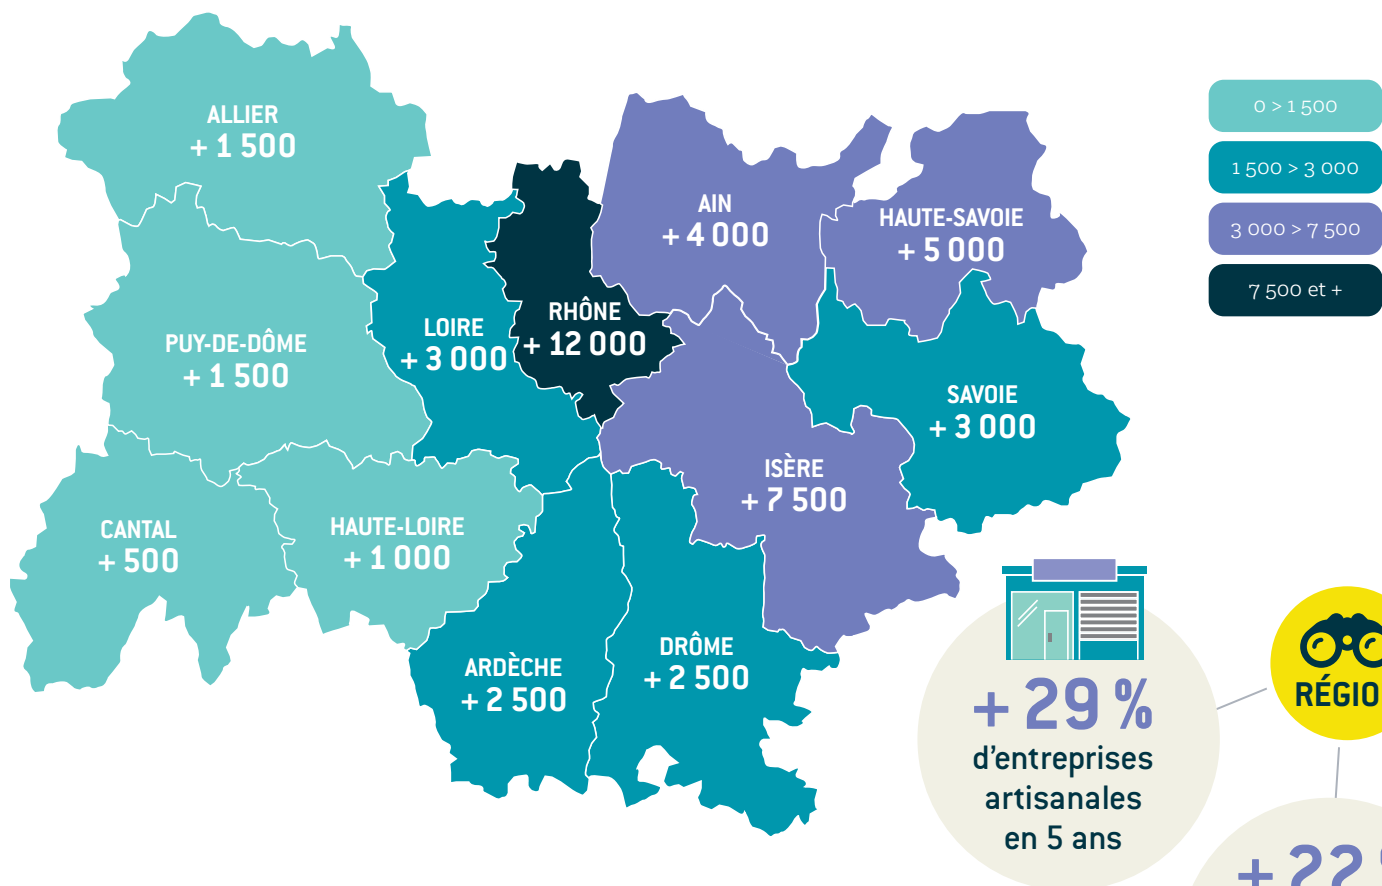 ALLIER
+ 1 500
PUY-DE-DÔME
+ 1 500
CANTAL
+ 500
HAUTE-LOIRE
+ 1 000
LOIRE
+ 3 000
RHÔNE
+ 12 000
AIN
+ 4 000
HAUTE-SAVOIE
+ 5 000
SAVOIE
+ 3 000
ISÈRE
+ 7 500
ARDÈCHE
+ 2 500
DRÔME
+ 2 500
0 > 1 500
1 500 > 3 000
3 000 > 7 500
7 500 et +
+ 29 %
d'entreprises
artisanales
en 5 ans
RÉGIO
+ 22